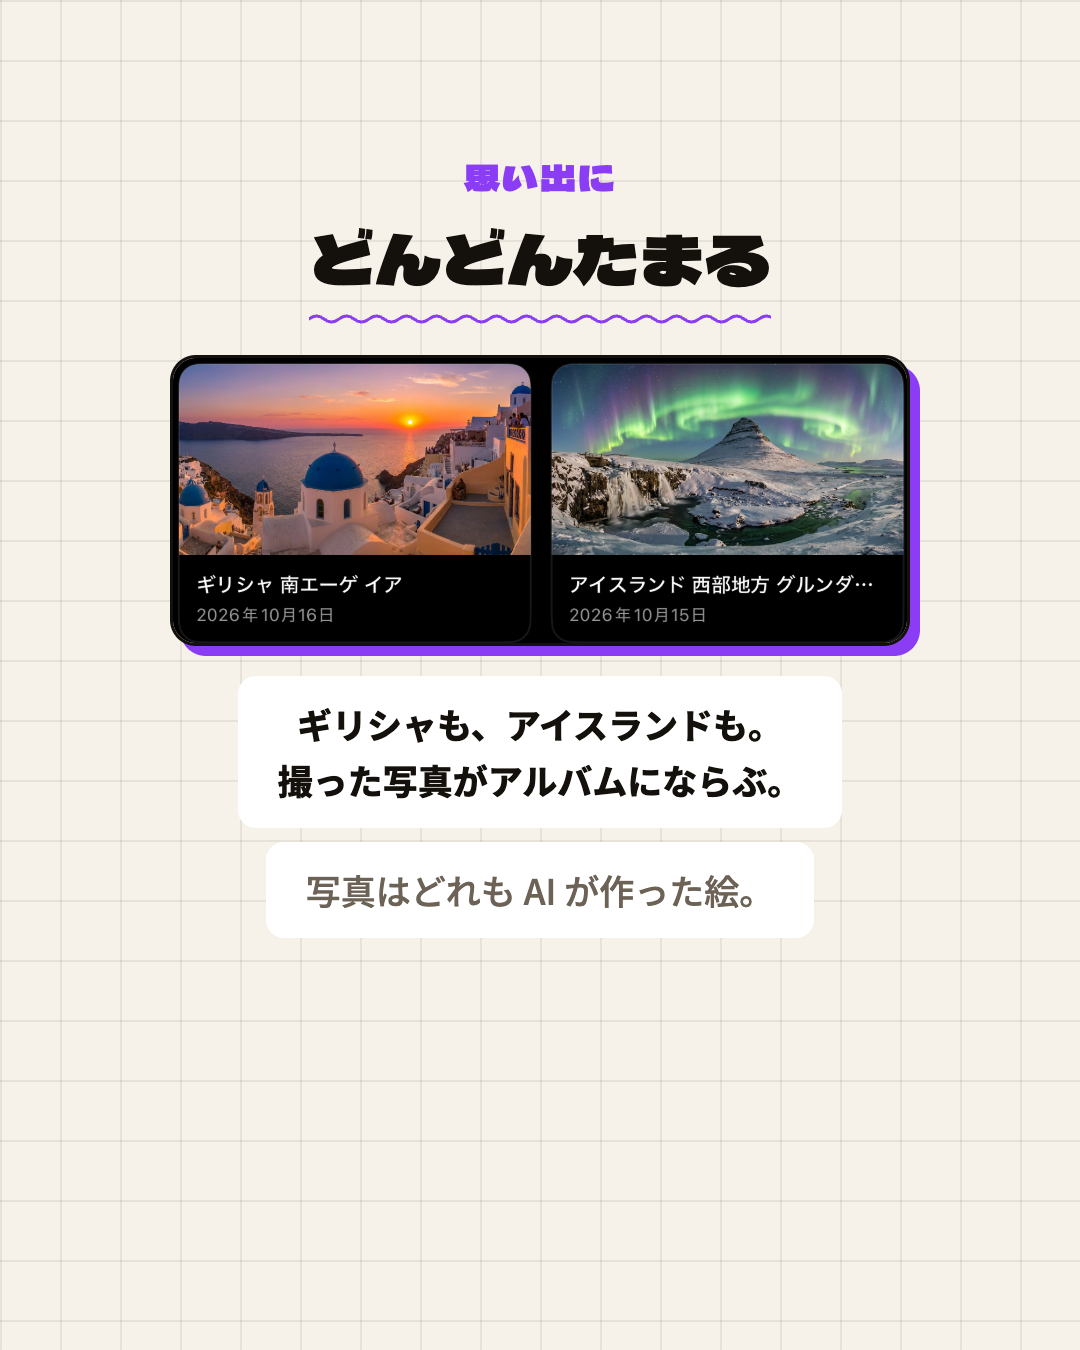 思い出に
どんどんたまる
ギリシャ 南エーゲ イア
2026年10月16日
アイスランド 西部地方 グルンダ…
2026年10月15日
ギリシャも、アイスランドも。
撮った写真がアルバムにならぶ。
写真はどれも AI が作った絵。